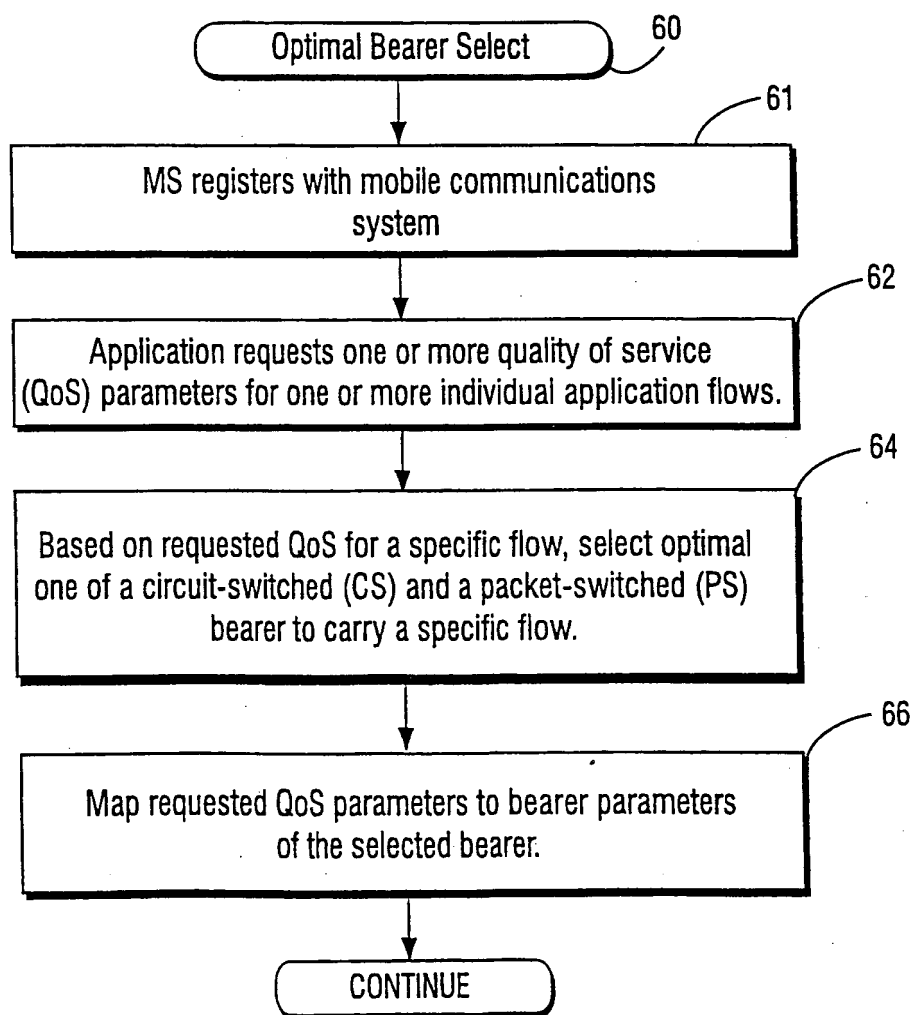 Optimal Bearer Select
60
61
MS registers with mobile communications
system
62
Application requests one or more quality of service
(QoS) parameters for one or more individual application flows.
64
Based on requested QoS for a specific flow, select optimal
one of a circuit-switched (CS) and a packet-switched (PS)
bearer to carry a specific flow.
66
Map requested QoS parameters to bearer parameters
of the selected bearer.
CONTINUE